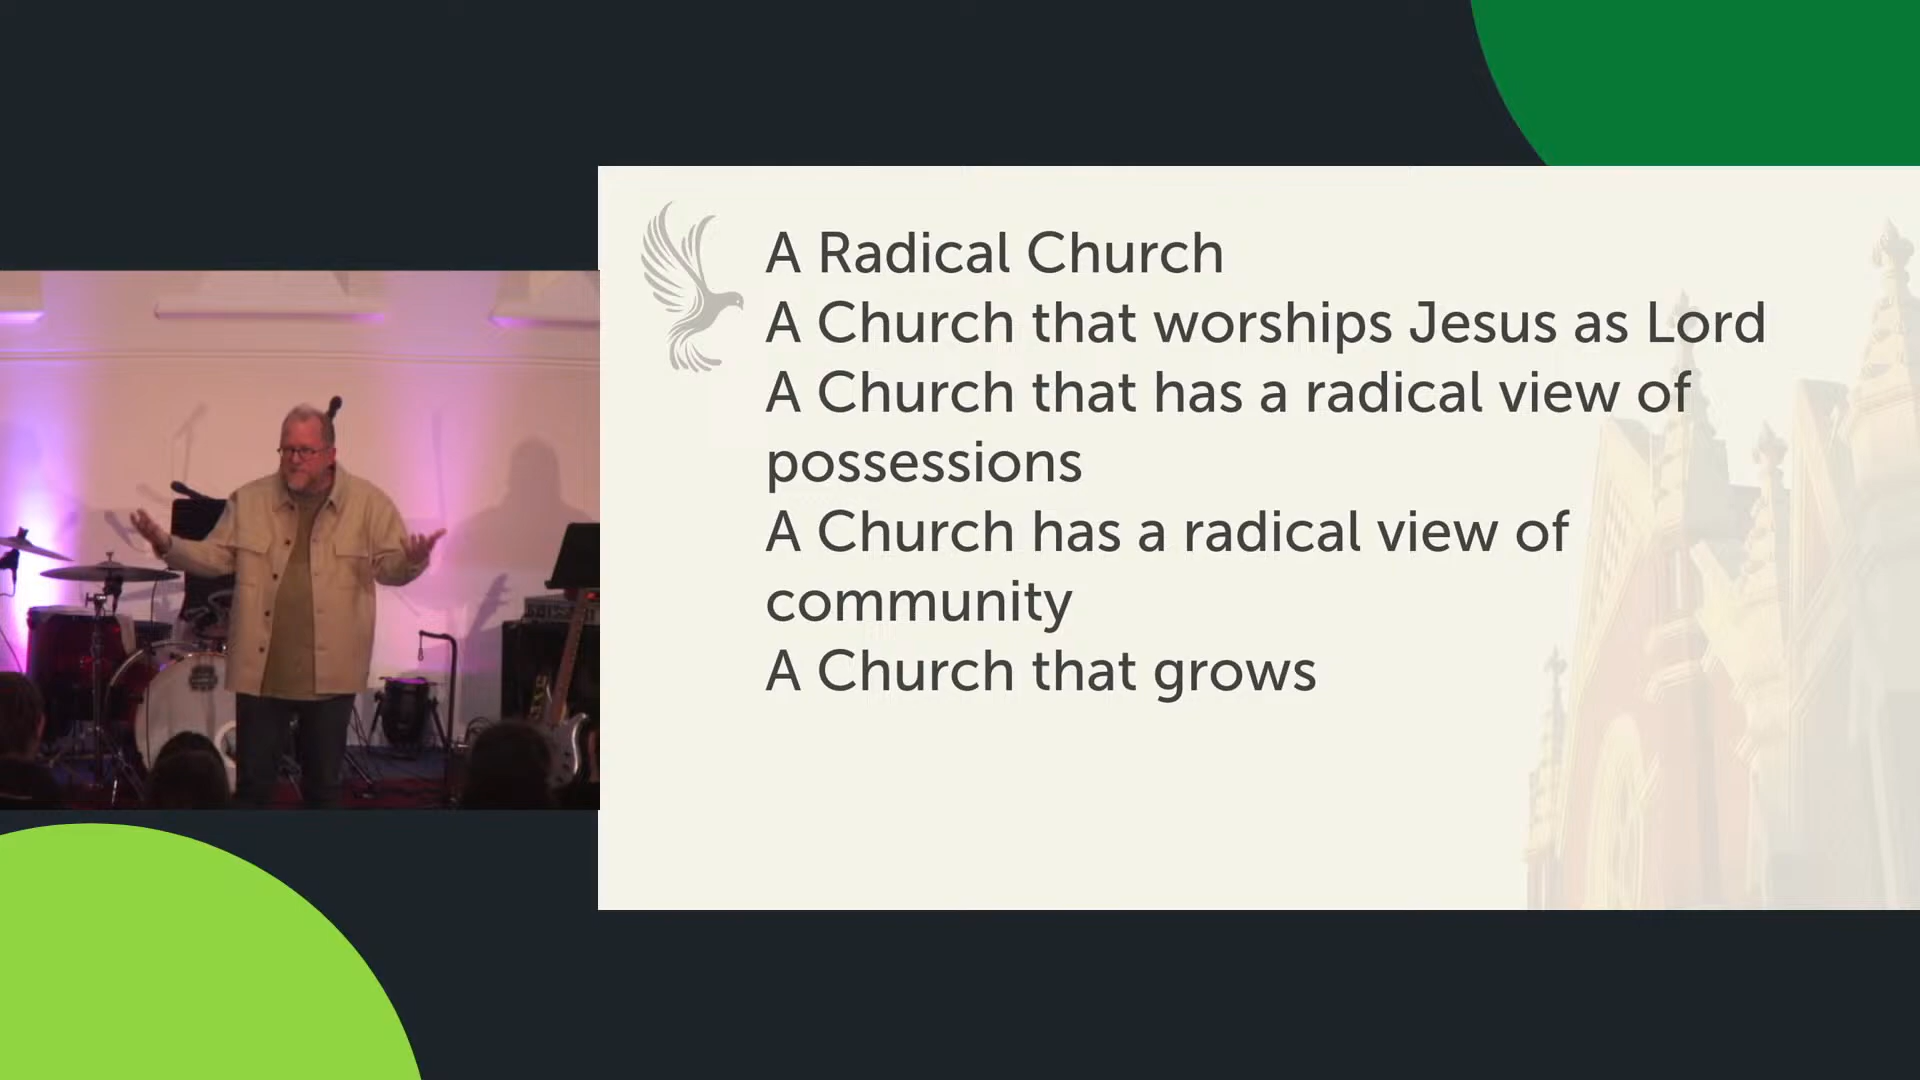 A Radical Church
A Church that worships Jesus as Lord
A Church that has a radical view of
possessions
A Church has a radical view of
community
A Church that grows